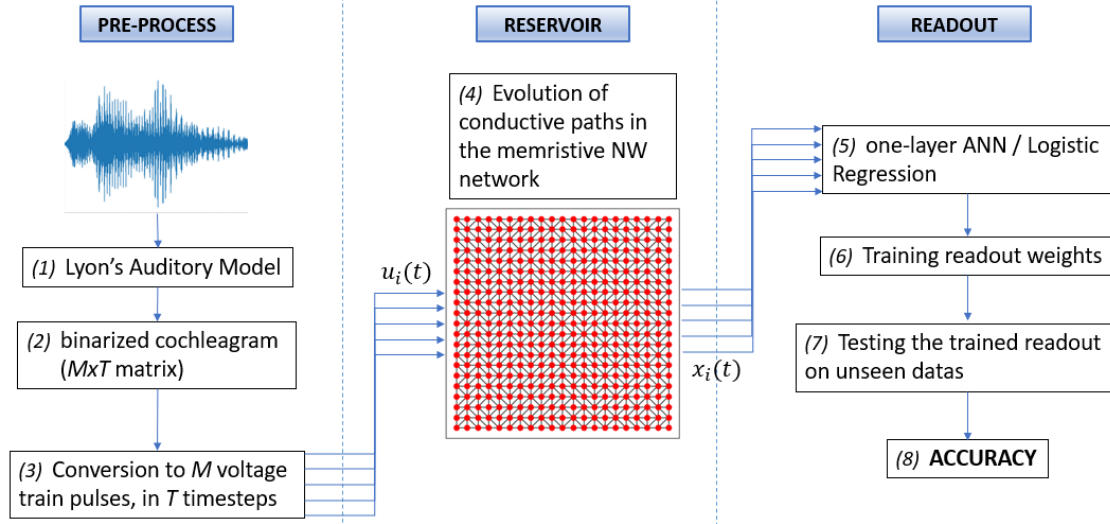 PRE-PROCESS
(1) Lyon's Auditory Model
(2) binarized cochleagram
(MxT matrix)
(3) Conversion to M voltage
train pulses, in T timesteps
RESERVOIR
(4) Evolution of
conductive paths in
the memristive NW
network
u_i(t)
x_i(t)
READOUT
(5) one-layer ANN / Logistic
Regression
(6) Training readout weights
(7) Testing the trained readout
on unseen datas
(8) ACCURACY